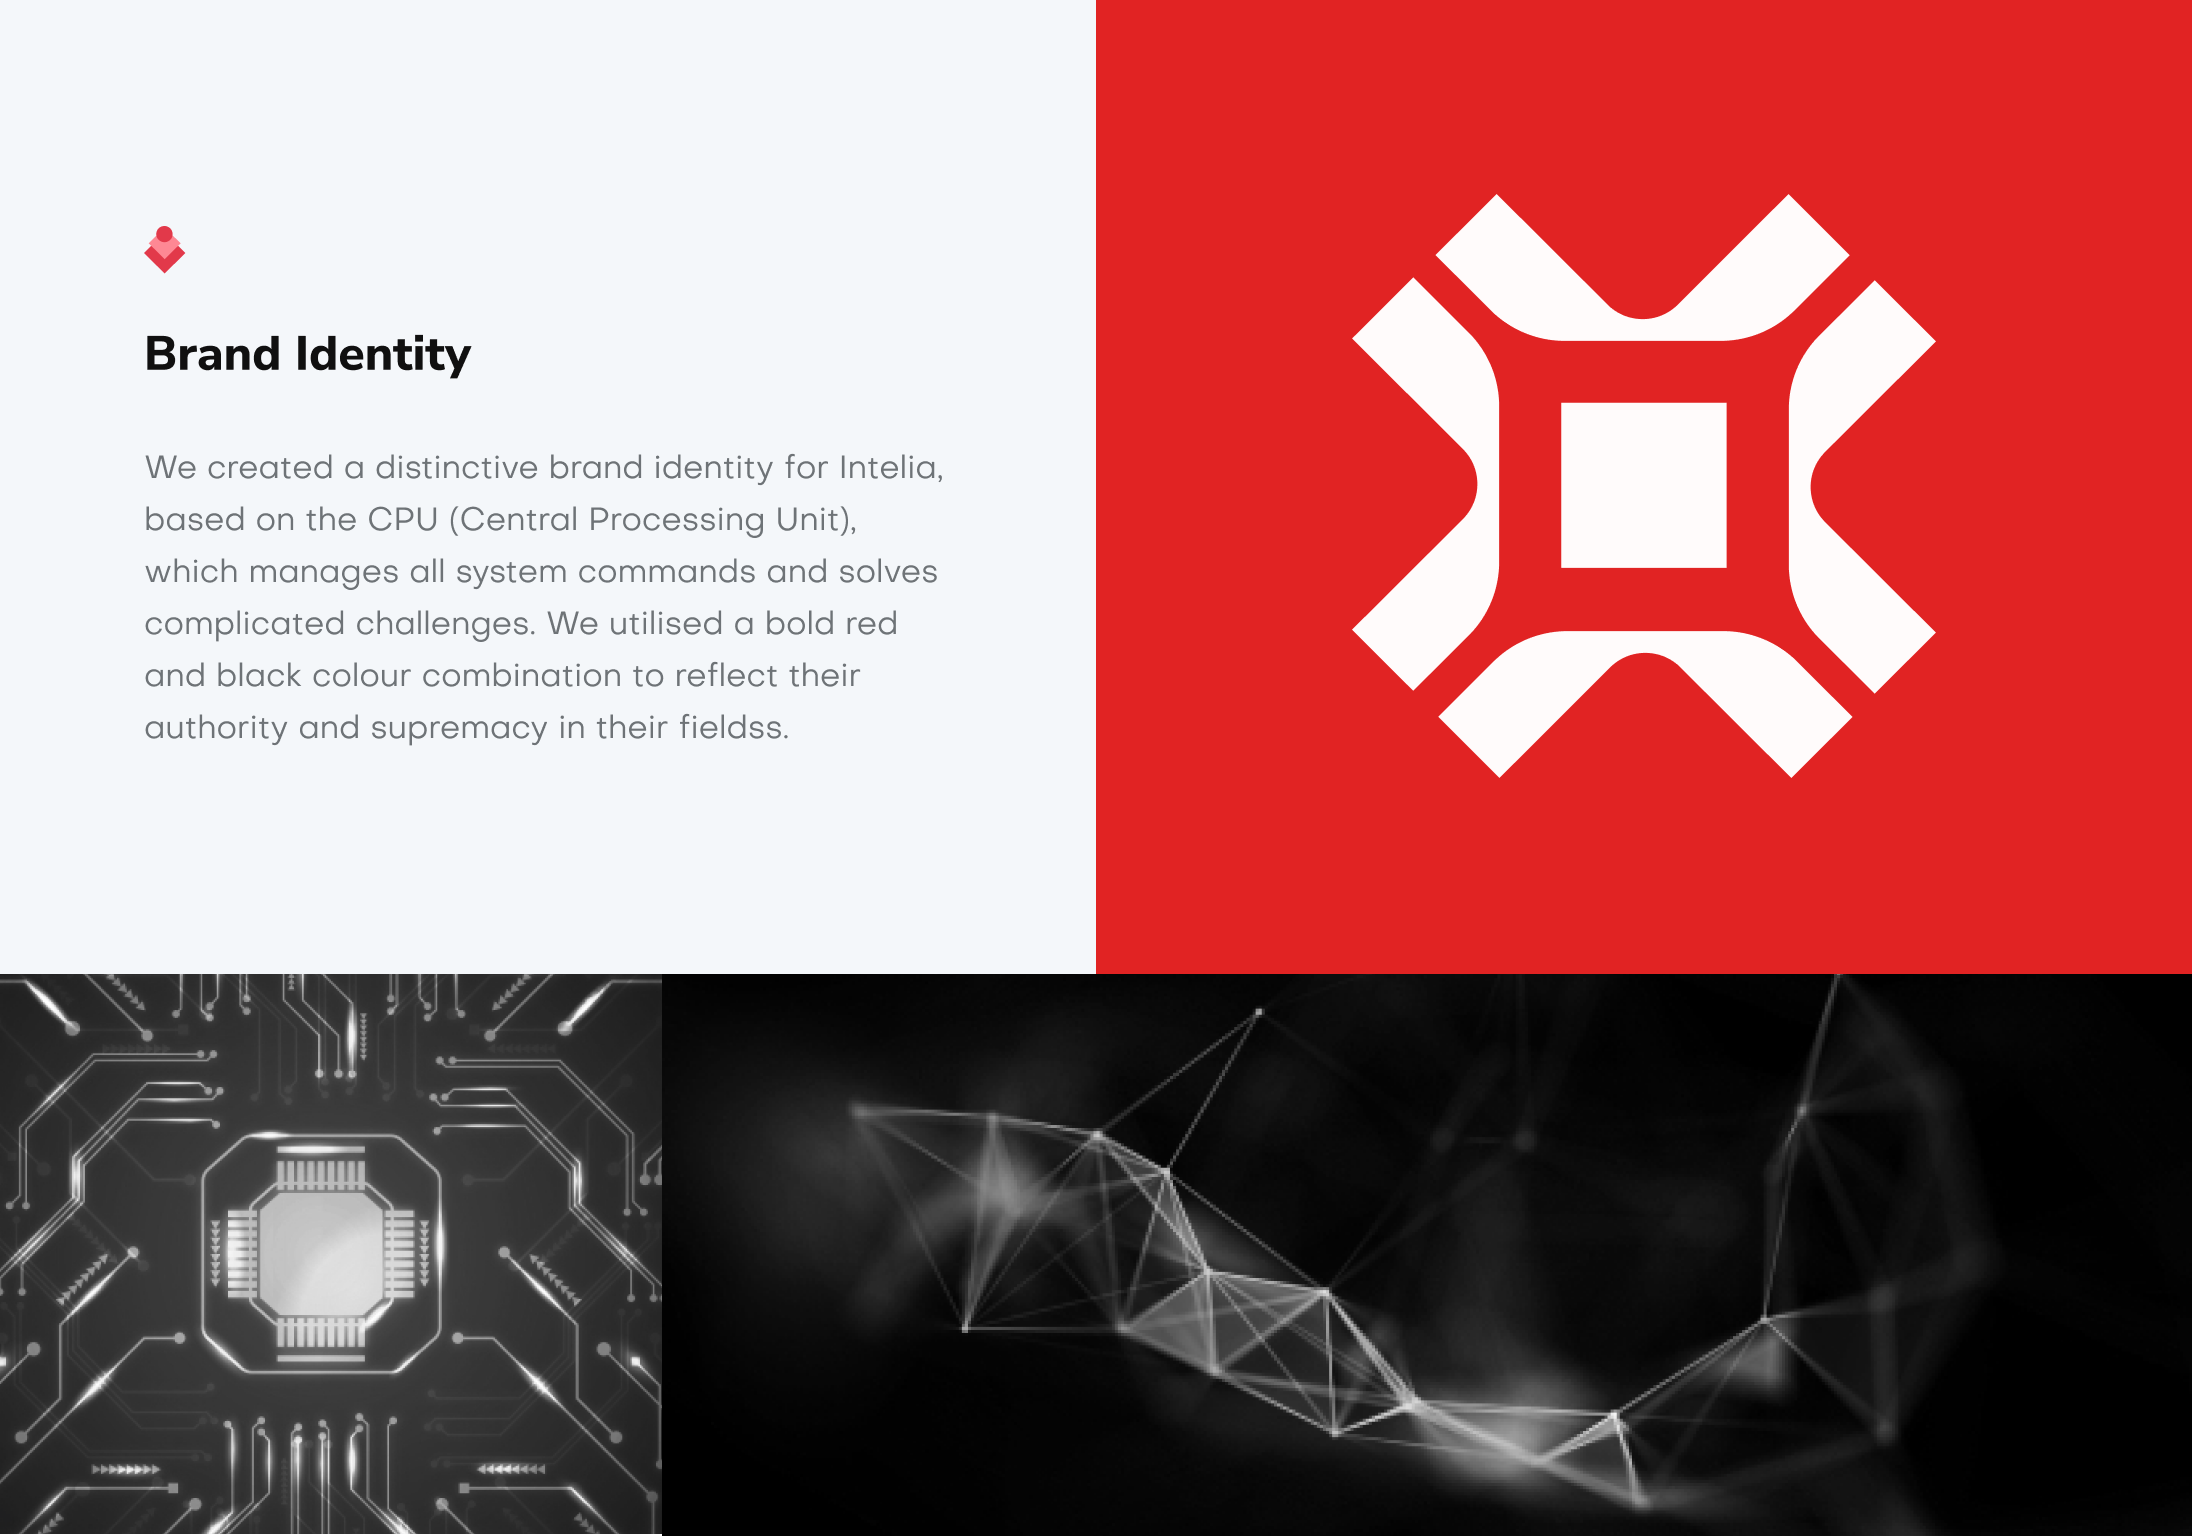 Brand Identity
We created a distinctive brand identity for Intelia,
based on the CPU (Central Processing Unit),
which manages all system commands and solves
complicated challenges. We utilised a bold red
and black colour combination to reflect their
authority and supremacy in their fieldss.